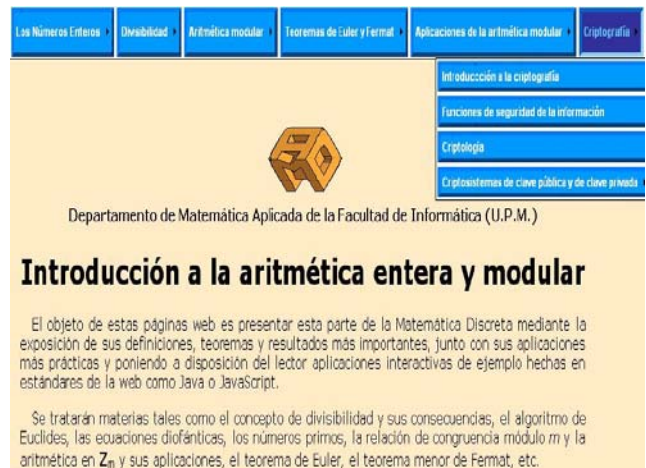 Los Números Enteros Divisibilidad Aritmética modular Teoremas de Euler y Fermat Aplicaciones de la aritmética modular Criptografía
Introduccción a la criptografía
Funciones de seguridad de la información
Criptología
Criptosistemas de clave pública y de clave privada
Departamento de Matemática Aplicada de la Facultad de Informática (U.P.M.)
Introducción a la aritmética entera y modular
El objeto de estas páginas web es presentar esta parte de la Matemática Discreta mediante la
exposición de sus definiciones, teoremas y resultados más importantes, junto con sus aplicaciones
más prácticas y poniendo a disposición del lector aplicaciones interactivas de ejemplo hechas en
estándares de la web como Java o JavaScript.
Se tratarán materias tales como el concepto de divisibilidad y sus consecuencias, el algoritmo de
Euclides, las ecuaciones diofánticas, los números primos, la relación de congruencia módulo m y la
aritmética en Zm y sus aplicaciones, el teorema de Euler, el teorema menor de Fermat, etc.